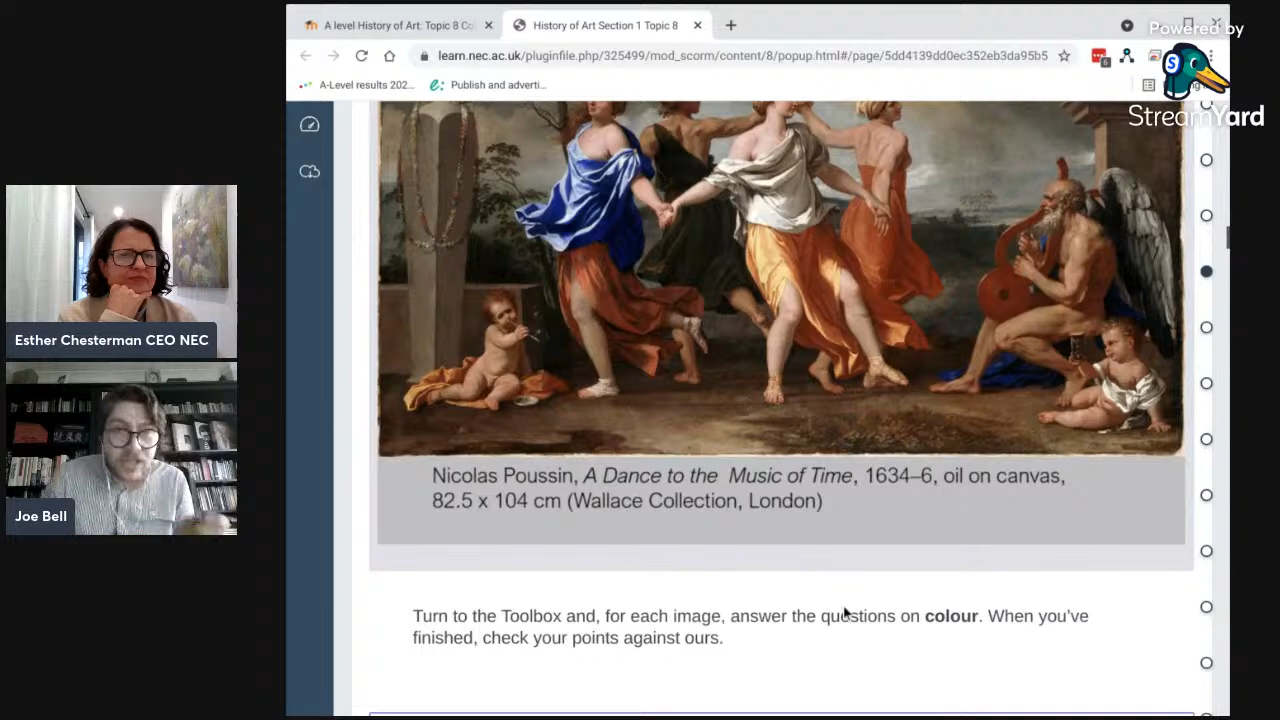 A level History of Art: Topic 8 Co
History of Art Section 1 Topic 8
Powered by
learn.nec.ac.uk/pluginfile.php/325499/mod_scorm/content/8/popup.html#/page/5dd4139dd0ec352eb3da95b5
A-Level results 202...
Publish and adverti...
StreamYard
Esther Chesterman CEO NEC
Joe Bell
Nicolas Poussin, A Dance to the Music of Time, 1634–6, oil on canvas,
82.5 x 104 cm (Wallace Collection, London)
Turn to the Toolbox and, for each image, answer the questions on colour. When you've
finished, check your points against ours.